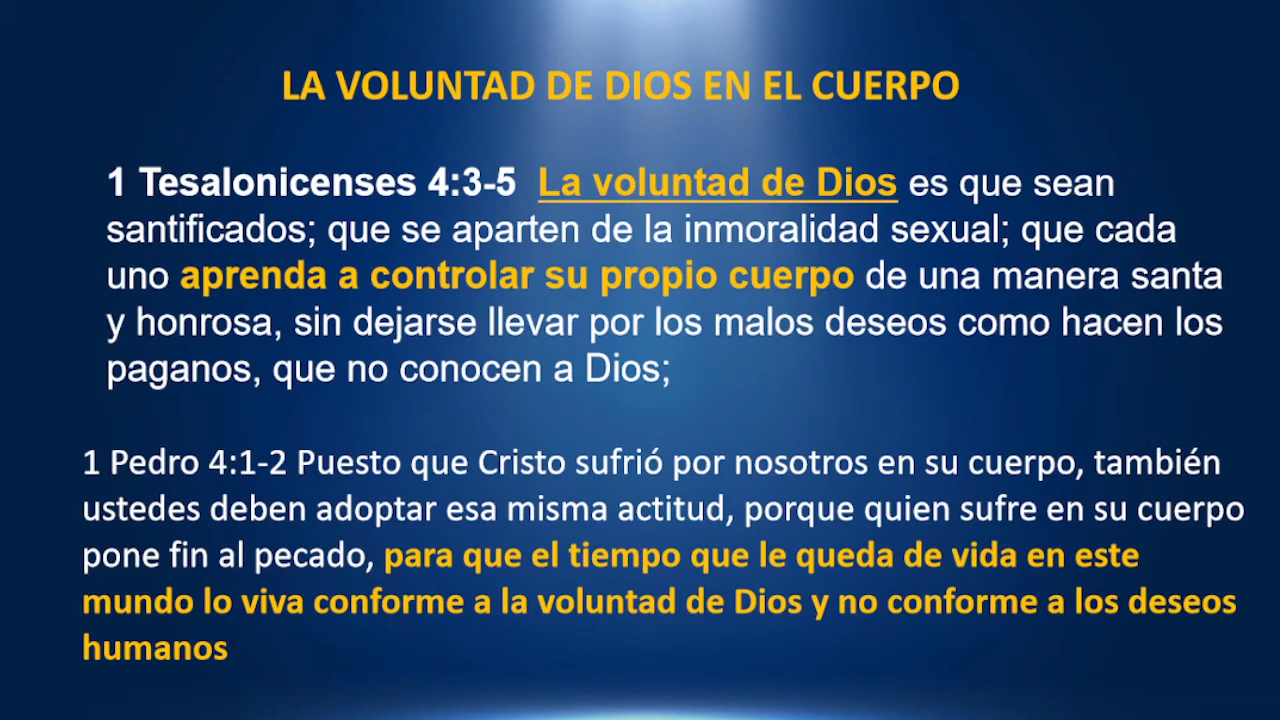 LA VOLUNTAD DE DIOS EN EL CUERPO
1 Tesalonicenses 4:3-5 La voluntad de Dios es que sean
santificados; que se aparten de la inmoralidad sexual; que cada
uno aprenda a controlar su propio cuerpo de una manera santa
y honrosa, sin dejarse llevar por los malos deseos como hacen los
paganos, que no conocen a Dios;
1 Pedro 4:1-2 Puesto que Cristo sufrió por nosotros en su cuerpo, también
ustedes deben adoptar esa misma actitud, porque quien sufre en su cuerpo
pone fin al pecado, para que el tiempo que le queda de vida en este
mundo lo viva conforme a la voluntad de Dios y no conforme a los deseos
humanos